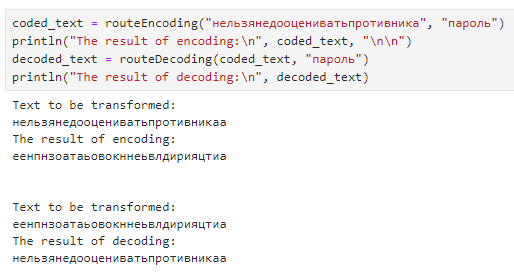 coded_text = routeEncoding("нельзянедооцениватьпротивника", "пароль")
println("The result of encoding:\n", coded_text, "\n\n")
decoded_text = routeDecoding(coded_text, "пароль")
println("The result of decoding:\n", decoded_text)
Text to be transformed:
нельзянедооцениватьпротивникаа
The result of encoding:
еенпнзоатаьовокннеьвлдирияцтиа
Text to be transformed:
еенпнзоатаьовокннеьвлдирияцтиа
The result of decoding:
нельзянедооцениватьпротивникаа